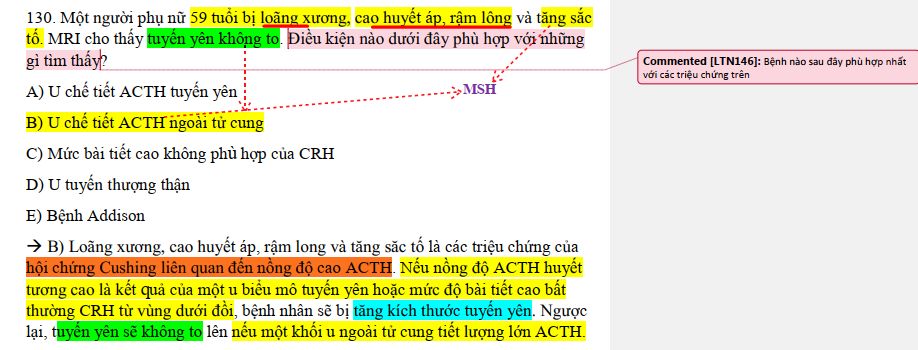 130. Một người phụ nữ 59 tuổi bị loãng xương, cao huyết áp, rậm lông và tăng sắc
tố. MRI cho thấy tuyến yên không to. Điều kiện nào dưới đây phù hợp với những
gì tìm thấy?
Commented [LTN146]: Bệnh nào sau đây phù hợp nhất
với các triệu chứng trên
A) U chế tiết ACTH tuyến yên
MSH
B) U chế tiết ACTH ngoài tử cung
C) Mức bài tiết cao không phù hợp của CRH
D) U tuyến thượng thận
E) Bệnh Addison
→ B) Loãng xương, cao huyết áp, rậm long và tăng sắc tố là các triệu chứng của
hội chứng Cushing liên quan đến nồng độ cao ACTH. Nếu nồng độ ACTH huyết
tương cao là kết quả của một u biểu mô tuyến yên hoặc mức độ bài tiết cao bất
thường CRH từ vùng dưới đồi, bệnh nhân sẽ bị tăng kích thước tuyến yên. Ngược
lại, tuyến yên sẽ không to lên nếu một khối u ngoài tử cung tiết lượng lớn ACTH.